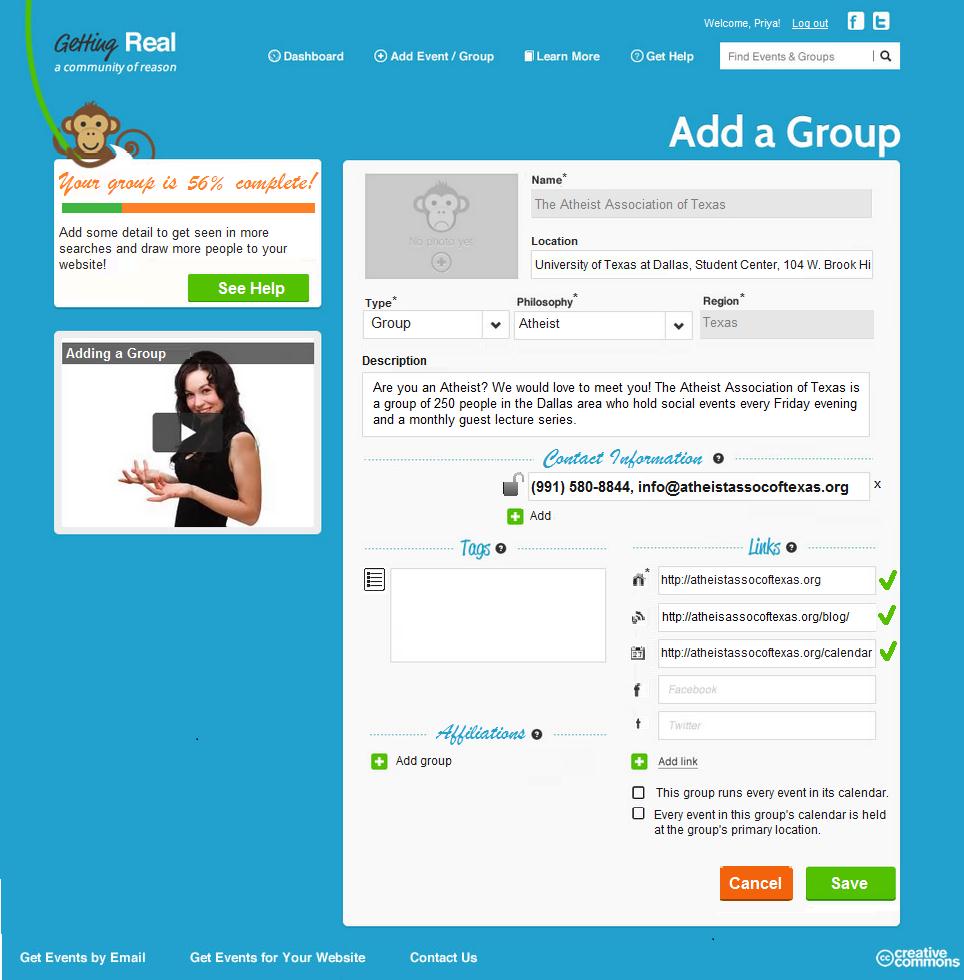 Welcome, Priya! Log out f t
Getting Real
a community of reason
Dashboard Add Event / Group Learn More Get Help Find Events & Groups
Add a Group
Your group is 56% complete!
Add some detail to get seen in more
searches and draw more people to your
website!
See Help
Adding a Group
No photo yet
Name*
The Atheist Association of Texas
Location
University of Texas at Dallas, Student Center, 104 W. Brook Hi
Type* Philosophy* Region*
Group Atheist Texas
Description
Are you an Atheist? We would love to meet you! The Atheist Association of Texas is
a group of 250 people in the Dallas area who hold social events every Friday evening
and a monthly guest lecture series.
Contact Information ?
(991) 580-8844, info@atheistassocoftexas.org x
Add
Tags ?
Links ?
* http://atheistassocoftexas.org
http://atheisassocoftexas.org/blog/
http://atheistassocoftexas.org/calendar
f Facebook
t Twitter
Affiliations ?
Add group
Add link
This group runs every event in its calendar.
Every event in this group's calendar is held
at the group's primary location.
Cancel Save
Get Events by Email Get Events for Your Website Contact Us
cc creative
commons